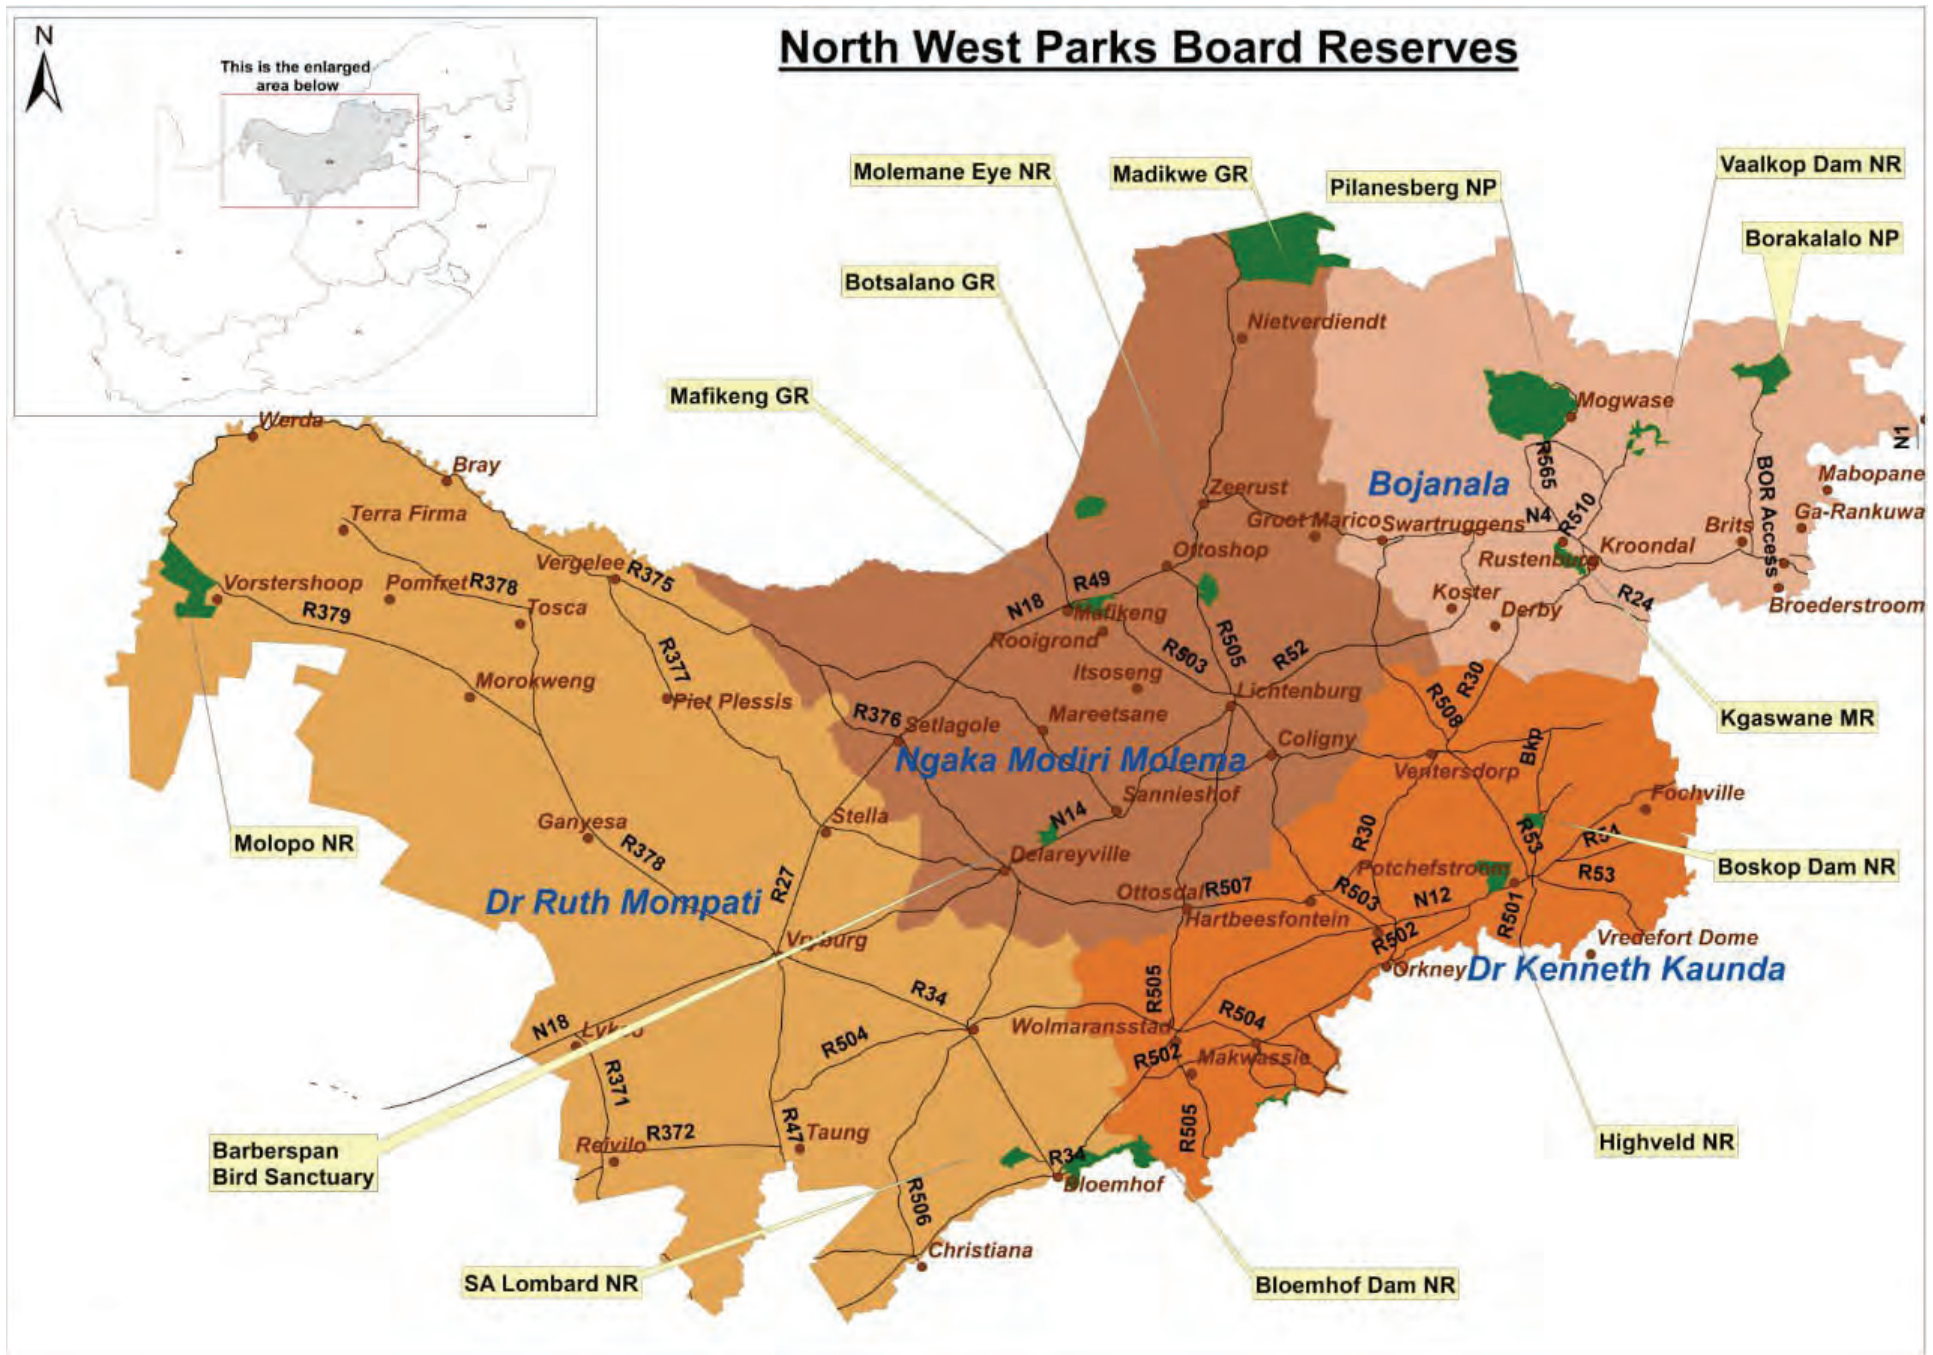 North West Parks Board Reserves
N
This is the enlarged
area below
Molemane Eye NR
Madikwe GR
Pilanesberg NP
Vaalkop Dam NR
Borakalalo NP
Botsalano GR
Mafikeng GR
Nietverdiendt
Mogwase
Werda
Bray
Terra Firma
Vergelee
R375
Zeerust
Bojanala
R565
N1
Mabopane
BOR Access
Groot Marico
Swartruggens
N4
R510
Brits
Ga-Rankuwa
Ottoshop
Rustenburg
Kroondal
Vorstershoop
Pomfret
R378
Tosca
R379
N18
R49
Mafikeng
Rooigrond
R505
R503
R52
Koster
Derby
R24
Broederstroom
Itsoseng
R377
Morokweng
Piet Plessis
Lichtenburg
R508
R30
R376
Setlagole
Mareetsane
Kgaswane MR
Ngaka Modiri Molema
Coligny
Ventersdorp
Bkp
Sannieshof
Fochville
Molopo NR
Ganyesa
R378
Stella
N14
R30
R53
R54
Delareyville
Potchefstroom
R53
Boskop Dam NR
Dr Ruth Mompati
R27
Ottosdal
R507
Hartbeesfontein
R503
N12
R501
Vryburg
R502
Orkney
Vredefort Dome
Dr Kenneth Kaunda
R34
R505
N18
R504
Wolmaransstad
R504
R502
Makwassie
R371
R372
Reivilo
R47
Taung
R505
Highveld NR
Barberspan
Bird Sanctuary
R34
Bloemhof
R506
Christiana
SA Lombard NR
Bloemhof Dam NR